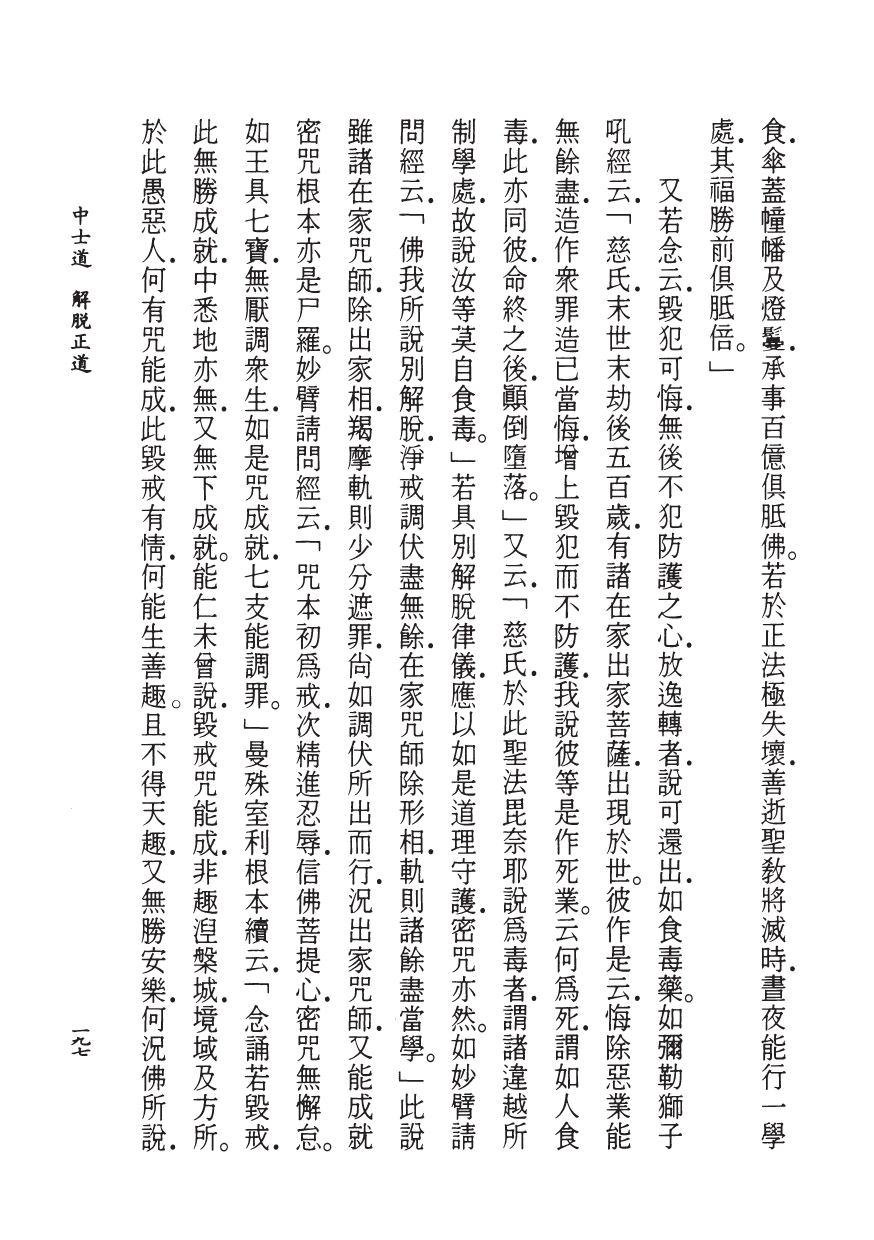 食．傘蓋幢幡及燈鬘．承事百億俱胝佛。若於正法極失壞．善逝聖敎將滅時．晝夜能行一學
處．其福勝前俱胝倍。」
又若念云．毀犯可悔．無後不犯防護之心．放逸轉者．說可還出．如食毒藥。如彌勒獅子
吼經云．「慈氏．末世末劫後五百歲．有諸在家出家菩薩．出現於世。彼作是云．悔除惡業能
無餘盡．造作衆罪造已當悔．增上毀犯而不防護．我說彼等是作死業。云何爲死．謂如人食
毒．此亦同彼．命終之後．顚倒墮落。」又云．「慈氏．於此聖法毘奈耶說爲毒者．謂諸違越所
制學處．故說汝等莫自食毒。」若具別解脫律儀．應以如是道理守護．密咒亦然。如妙臂請
問經云．「佛我所說別解脫．淨戒調伏盡無餘．在家咒師除形相．軌則諸餘盡當學。」此說
雖諸在家咒師．除出家相．羯摩軌則少分遮罪．尙如調伏所出而行．況出家咒師．又能成就
密咒根本亦是尸羅。妙臂請問經云．「咒本初爲戒．次精進忍辱．信佛菩提心．密咒無懈怠。
如王具七寶．無厭調衆生．如是咒成就．七支能調罪。」曼殊室利根本續云．「念誦若毀戒．
此無勝成就．中悉地亦無．又無下成就。能仁未曾說．毀戒咒能成．非趣涅槃城．境域及方所。
於此愚惡人．何有咒能成．此毀戒有情．何能生善趣。且不得天趣．又無勝安樂．何況佛所說．
中士道　解脫正道
一九七